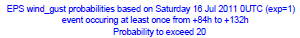 EPS wind_gust probabilities based on Saturday 16 Jul 2011 0UTC (exp=1)
event occuring at least once from +84h to +132h
Probability to exceed 20